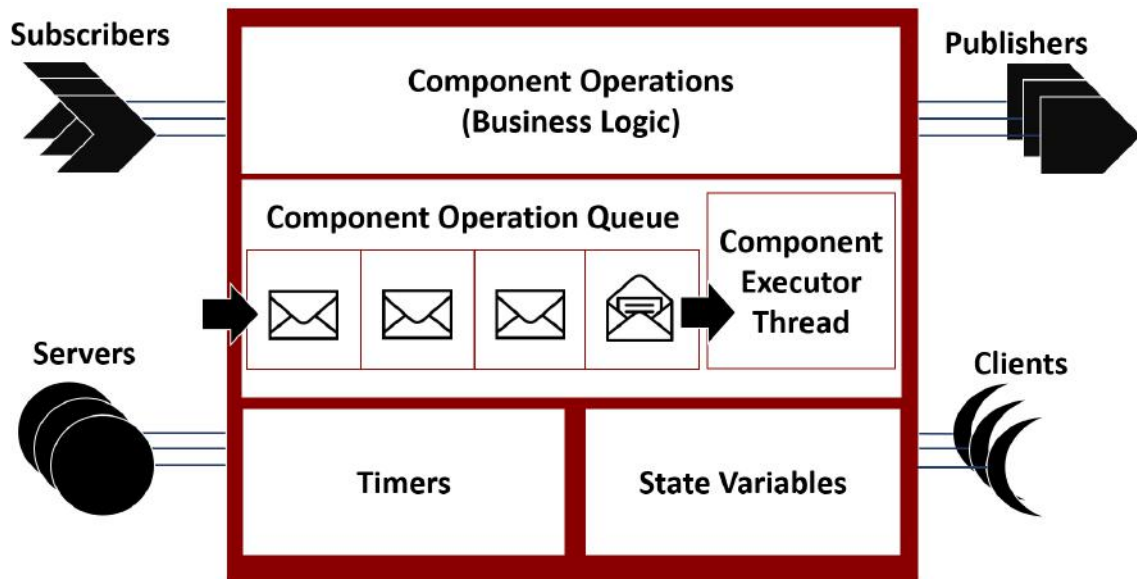 Subscribers
Publishers
Component Operations
(Business Logic)
Component Operation Queue
Component
Executor
Thread
Servers
Clients
Timers
State Variables